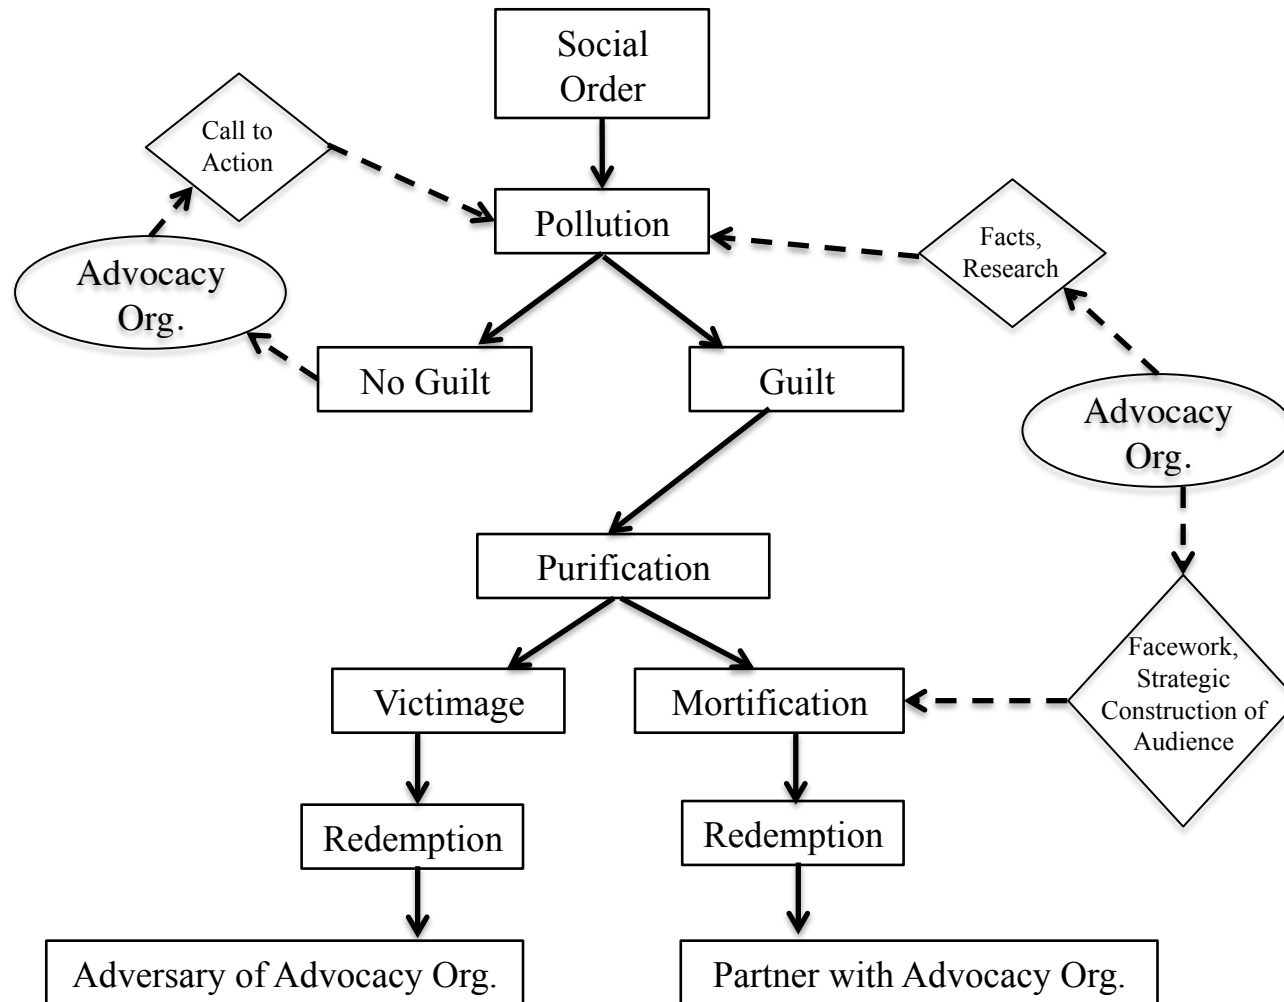 Social
Order
Call to
Action
Pollution
Facts,
Research
Advocacy
Org.
No Guilt
Guilt
Advocacy
Org.
Purification
Facework,
Strategic
Construction of
Audience
Victimage
Mortification
Redemption
Redemption
Adversary of Advocacy Org.
Partner with Advocacy Org.